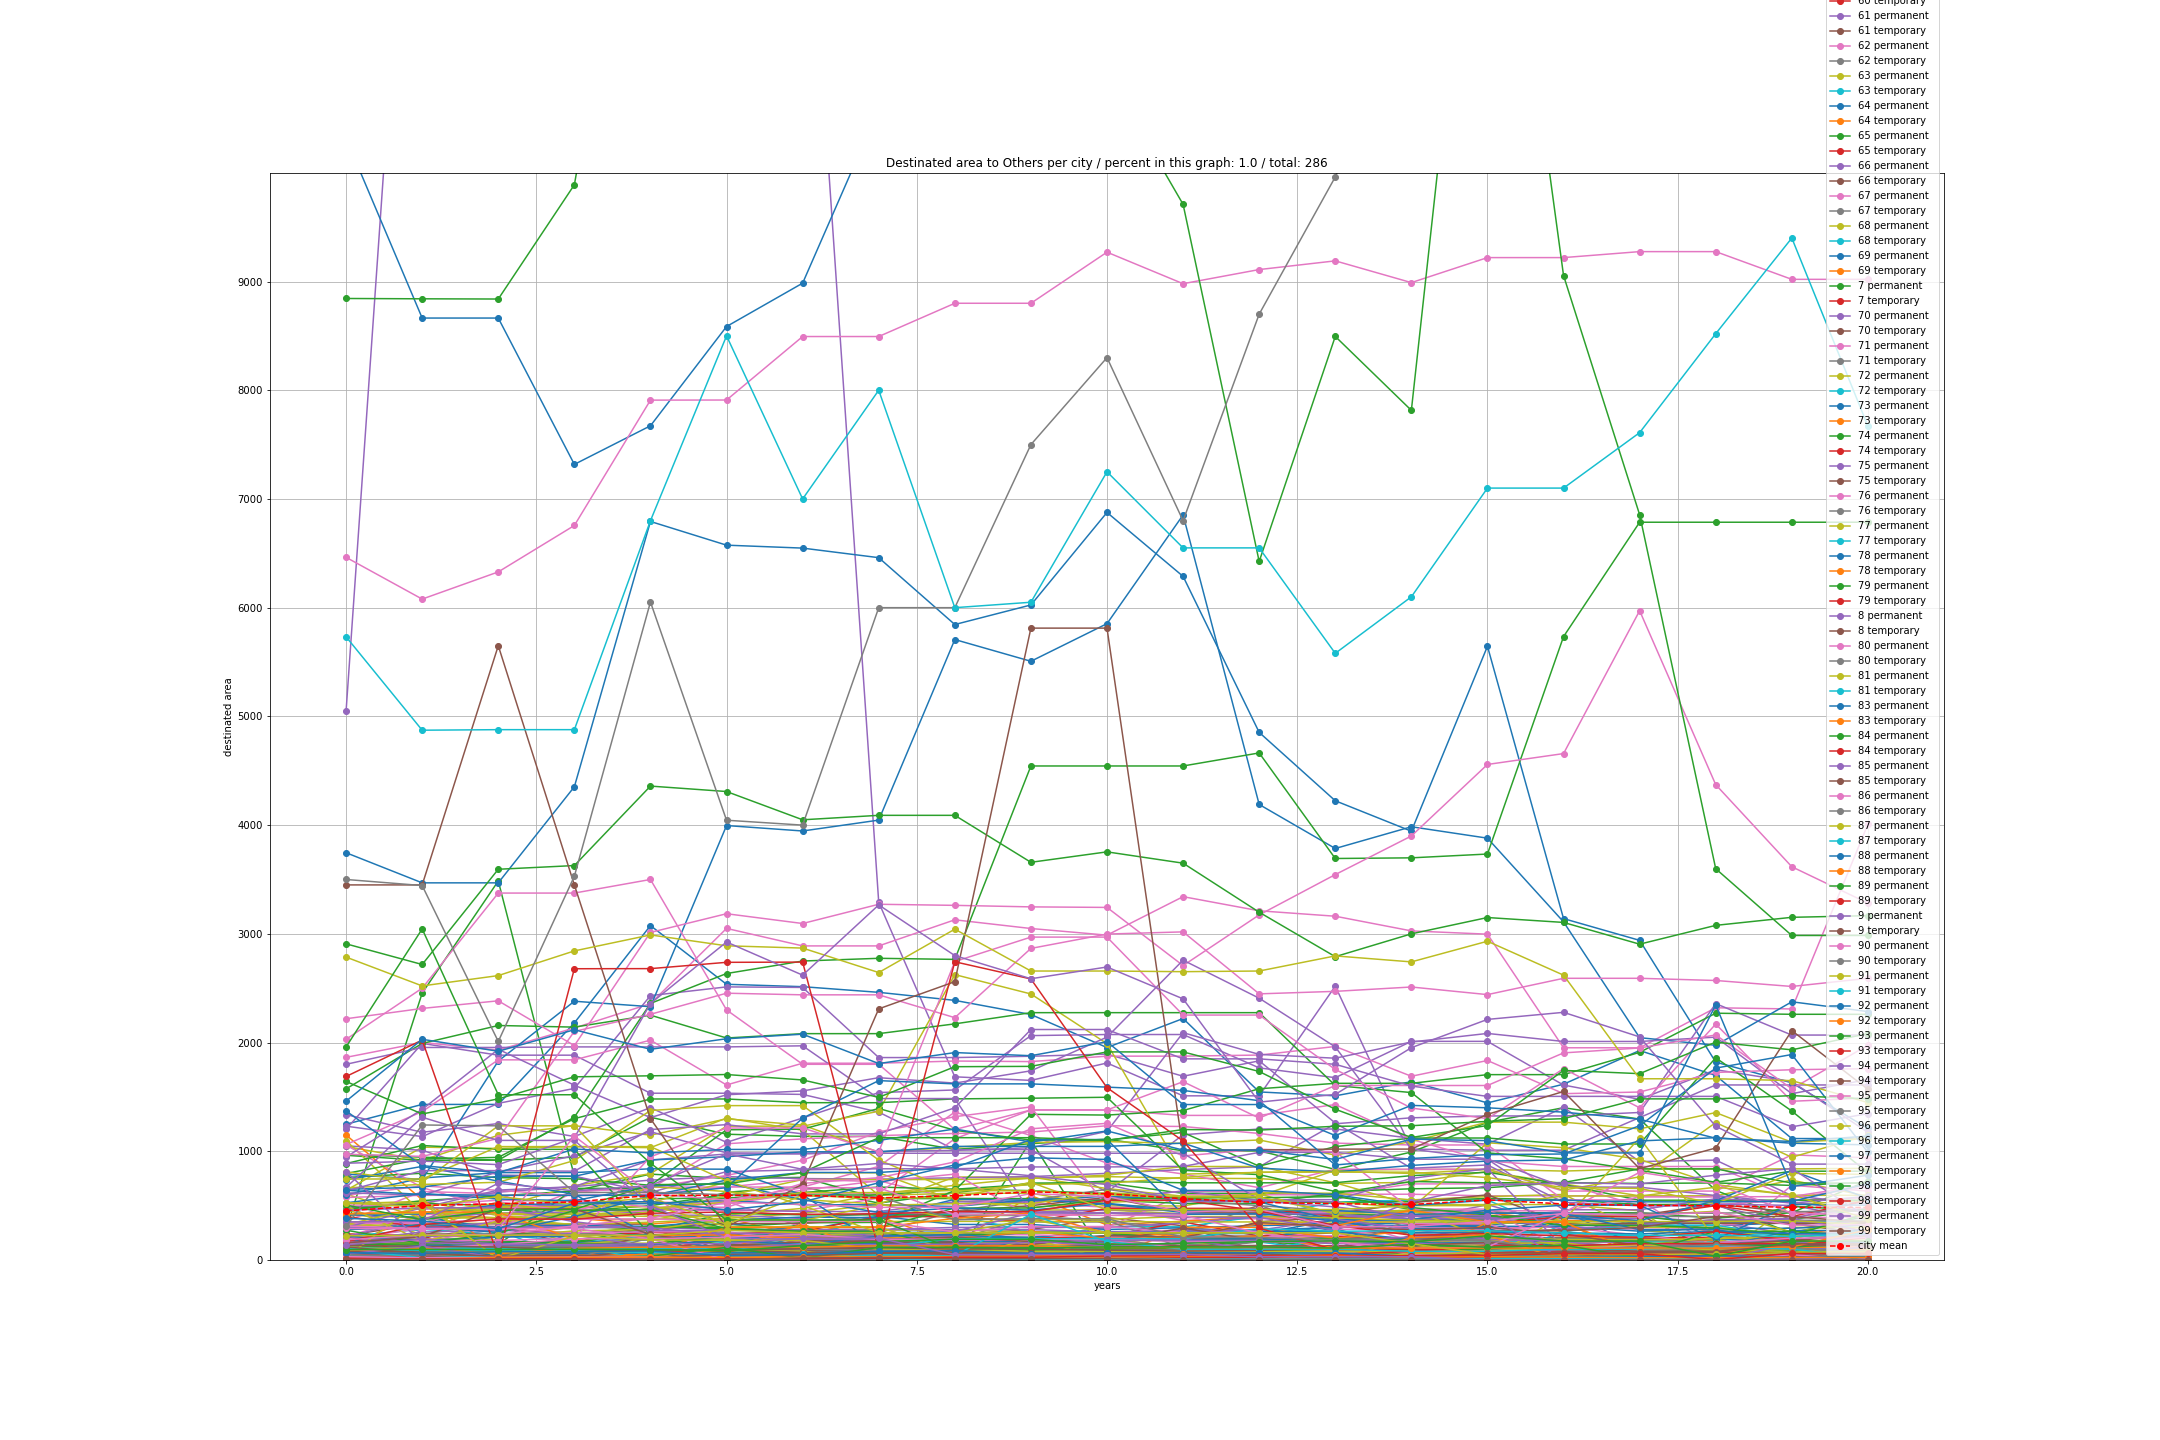 Destinated area to Others per city / percent in this graph: 1.0 / total: 286
destinated area
9000
8000
7000
6000
5000
4000
3000
2000
1000
0
0.0
2.5
5.0
7.5
10.0
12.5
15.0
17.5
20.0
years
60 temporary
61 permanent
61 temporary
62 permanent
62 temporary
63 permanent
63 temporary
64 permanent
64 temporary
65 permanent
65 temporary
66 permanent
66 temporary
67 permanent
67 temporary
68 permanent
68 temporary
69 permanent
69 temporary
7 permanent
7 temporary
70 permanent
70 temporary
71 permanent
71 temporary
72 permanent
72 temporary
73 permanent
73 temporary
74 permanent
74 temporary
75 permanent
75 temporary
76 permanent
76 temporary
77 permanent
77 temporary
78 permanent
78 temporary
79 permanent
79 temporary
8 permanent
8 temporary
80 permanent
80 temporary
81 permanent
81 temporary
83 permanent
83 temporary
84 permanent
84 temporary
85 permanent
85 temporary
86 permanent
86 temporary
87 permanent
87 temporary
88 permanent
88 temporary
89 permanent
89 temporary
9 permanent
9 temporary
90 permanent
90 temporary
91 permanent
91 temporary
92 permanent
92 temporary
93 permanent
93 temporary
94 permanent
94 temporary
95 permanent
95 temporary
96 permanent
96 temporary
97 permanent
97 temporary
98 permanent
98 temporary
99 permanent
99 temporary
city mean